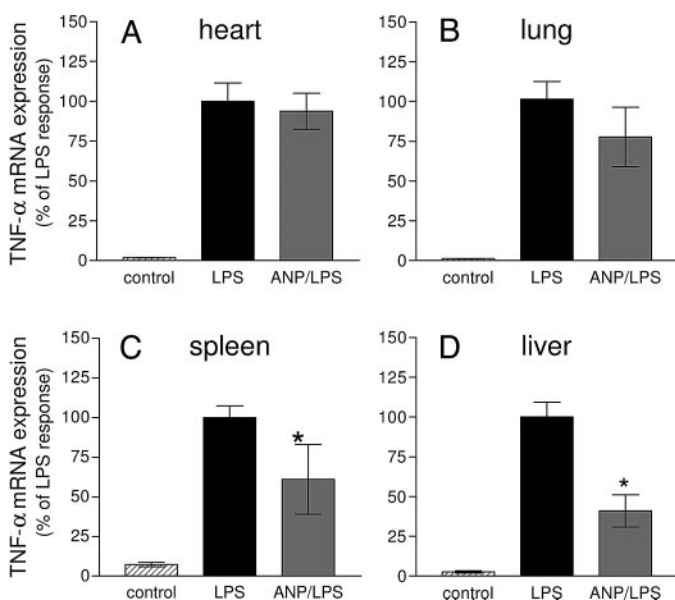 A heart
TNF-α mRNA expression
(% of LPS response)
150
125
100
75
50
25
0
control LPS ANP/LPS
B lung
150
125
100
75
50
25
0
control LPS ANP/LPS
C spleen
TNF-α mRNA expression
(% of LPS response)
150
125
100
75
50
25
0
*
control LPS ANP/LPS
D liver
150
125
100
75
50
25
0
*
control LPS ANP/LPS